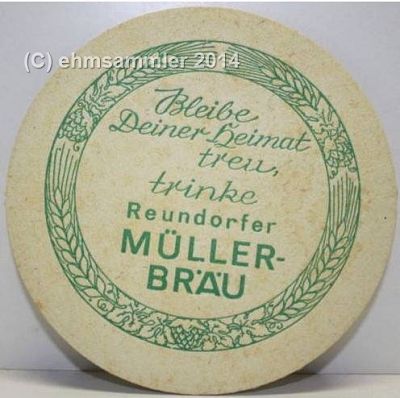 (C) ehmsammler 2014
Bleibe
Deiner Heimat
treu,
trinke
Reundorfer
MÜLLER-
BRÄU